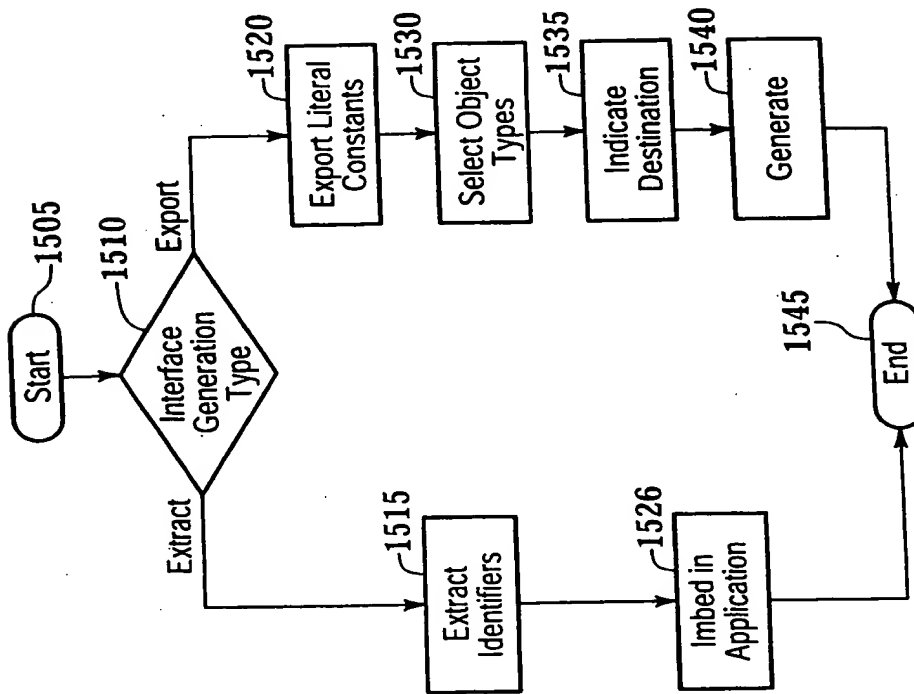 Start
1505
Interface
Generation
Type
1510
Export
Extract
Export Literal
Constants
1520
Select Object
Types
1530
Indicate
Destination
1535
Generate
1540
Extract
Identifiers
1515
Imbed in
Application
1526
End
1545